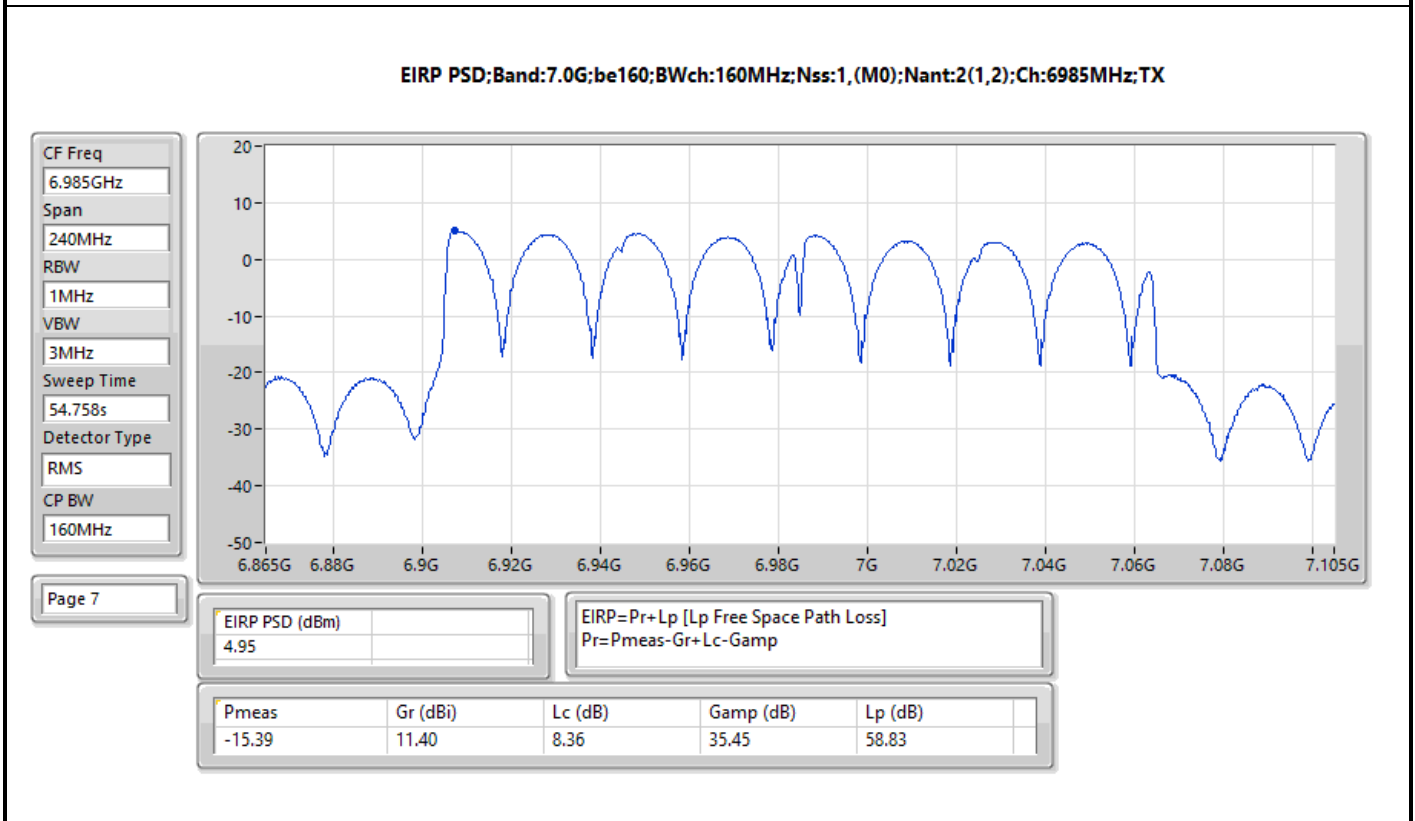 EIRP PSD;Band:7.0G;be160;BWch:160MHz;Nss:1,(M0);Nant:2(1,2);Ch:6985MHz;TX
CF Freq
6.985GHz
Span
240MHz
RBW
1MHz
VBW
3MHz
Sweep Time
54.758s
Detector Type
RMS
CP BW
160MHz
Page 7
20
10
0
-10
-20
-30
-40
-50
6.865G 6.88G 6.9G 6.92G 6.94G 6.96G 6.98G 7G 7.02G 7.04G 7.06G 7.08G 7.105G
EIRP PSD (dBm)
4.95
EIRP=Pr+Lp [Lp Free Space Path Loss]
Pr=Pmeas-Gr+Lc-Gamp
Pmeas Gr (dBi) Lc (dB) Gamp (dB) Lp (dB)
-15.39 11.40 8.36 35.45 58.83